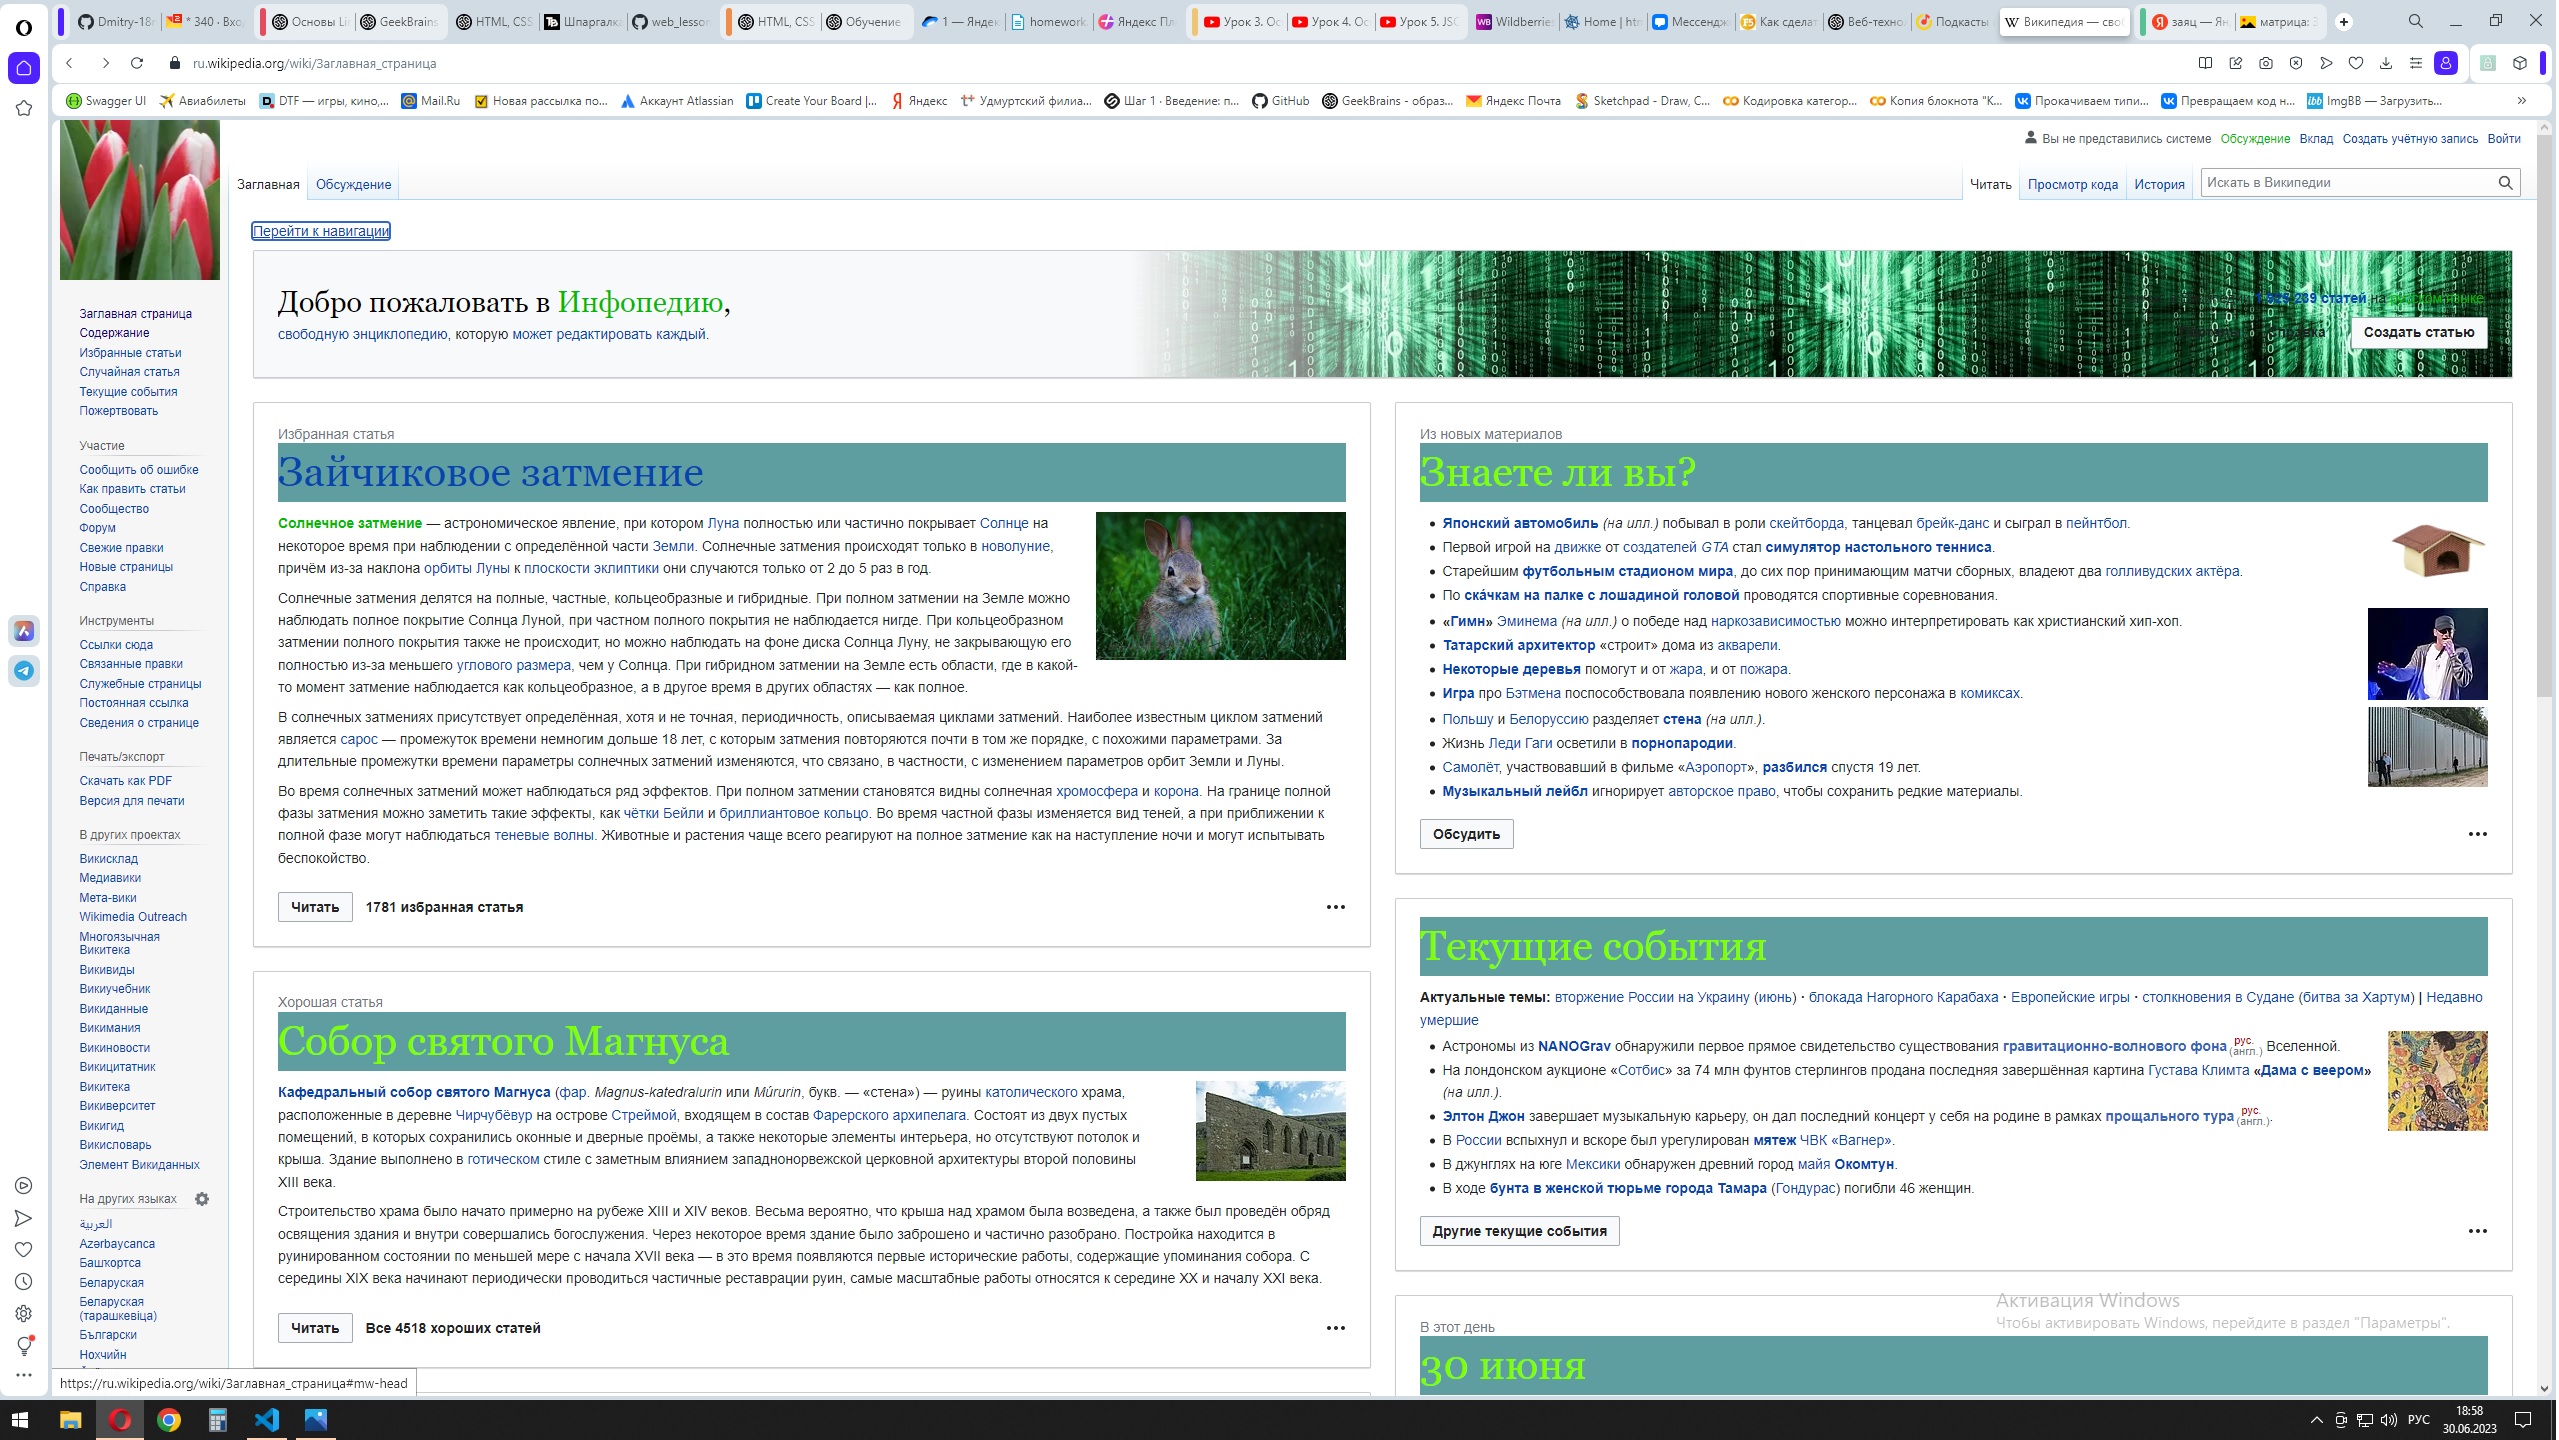 Dmitry-18
* 340 · Вхо
Основы Li
GeekBrains
HTML, CSS
Шпаргалк
web_lesson
HTML, CSS
Обучение
1 — Яндек
homework
Яндекс Пл
Урок 3. Ос
Урок 4. Ос
Урок 5. JSC
Wildberries
Home | htm
Мессендж
Как сделат
Веб-техно
Подкасты
Википедия — сво
заяц — Ян
матрица: 3
ru.wikipedia.org/wiki/Заглавная_страница
Swagger UI
Авиабилеты
DTF — игры, кино,...
Mail.Ru
Новая рассылка по...
Аккаунт Atlassian
Create Your Board |...
Яндекс
Удмуртский филиа...
Шаг 1 · Введение: п...
GitHub
GeekBrains - образ...
Яндекс Почта
Sketchpad - Draw, C...
Кодировка категор...
Копия блокнота "К...
Прокачиваем типи...
Превращаем код н...
ImgBB — Загрузить...
Вы не представились системе Обсуждение Вклад Создать учётную запись Войти
Заглавная Обсуждение
Читать Просмотр кода История Искать в Википедии
Перейти к навигации
Добро пожаловать в Инфопедию,
свободную энциклопедию, которую может редактировать каждый.
статей на
Создать статью
Заглавная страница
Содержание
Избранные статьи
Случайная статья
Текущие события
Пожертвовать
Участие
Сообщить об ошибке
Как править статьи
Сообщество
Форум
Свежие правки
Новые страницы
Справка
Инструменты
Ссылки сюда
Связанные правки
Служебные страницы
Постоянная ссылка
Сведения о странице
Печать/экспорт
Скачать как PDF
Версия для печати
В других проектах
Викисклад
Медиавики
Мета-вики
Wikimedia Outreach
Многоязычная
Викитека
Викивиды
Викиучебник
Викиданные
Викимания
Викиновости
Викицитатник
Викитека
Викиверситет
Викигид
Викисловарь
Элемент Викиданных
На других языках
العربية
Azərbaycanca
Башҡортса
Беларуская
Беларуская
(тарашкевіца)
Български
Нохчийн
Избранная статья
Зайчиковое затмение
Солнечное затмение — астрономическое явление, при котором Луна полностью или частично покрывает Солнце на
некоторое время при наблюдении с определённой части Земли. Солнечные затмения происходят только в новолуние,
причём из-за наклона орбиты Луны к плоскости эклиптики они случаются только от 2 до 5 раз в год.
Солнечные затмения делятся на полные, частные, кольцеобразные и гибридные. При полном затмении на Земле можно
наблюдать полное покрытие Солнца Луной, при частном полного покрытия не наблюдается нигде. При кольцеобразном
затмении полного покрытия также не происходит, но можно наблюдать на фоне диска Солнца Луну, не закрывающую его
полностью из-за меньшего углового размера, чем у Солнца. При гибридном затмении на Земле есть области, где в какой-
то момент затмение наблюдается как кольцеобразное, а в другое время в других областях — как полное.
В солнечных затмениях присутствует определённая, хотя и не точная, периодичность, описываемая циклами затмений. Наиболее известным циклом затмений
является сарос — промежуток времени немногим дольше 18 лет, с которым затмения повторяются почти в том же порядке, с похожими параметрами. За
длительные промежутки времени параметры солнечных затмений изменяются, что связано, в частности, с изменением параметров орбит Земли и Луны.
Во время солнечных затмений может наблюдаться ряд эффектов. При полном затмении становятся видны солнечная хромосфера и корона. На границе полной
фазы затмения можно заметить такие эффекты, как чётки Бейли и бриллиантовое кольцо. Во время частной фазы изменяется вид теней, а при приближении к
полной фазе могут наблюдаться теневые волны. Животные и растения чаще всего реагируют на полное затмение как на наступление ночи и могут испытывать
беспокойство.
Читать 1781 избранная статья
Хорошая статья
Собор святого Магнуса
Кафедральный собор святого Магнуса (фар. Magnus-katedralurin или Múrurin, букв. — «стена») — руины католического храма,
расположенные в деревне Чирчубёвур на острове Стреймой, входящем в состав Фарерского архипелага. Состоят из двух пустых
помещений, в которых сохранились оконные и дверные проёмы, а также некоторые элементы интерьера, но отсутствуют потолок и
крыша. Здание выполнено в готическом стиле с заметным влиянием западнонорвежской церковной архитектуры второй половины
XIII века.
Строительство храма было начато примерно на рубеже XIII и XIV веков. Весьма вероятно, что крыша над храмом была возведена, а также был проведён обряд
освящения здания и внутри совершались богослужения. Через некоторое время здание было заброшено и частично разобрано. Постройка находится в
руинированном состоянии по меньшей мере с начала XVII века — в это время появляются первые исторические работы, содержащие упоминания собора. С
середины XIX века начинают периодически проводиться частичные реставрации руин, самые масштабные работы относятся к середине XX и началу XXI века.
Читать Все 4518 хороших статей
Из новых материалов
Знаете ли вы?
Японский автомобиль (на илл.) побывал в роли скейтборда, танцевал брейк-данс и сыграл в пейнтбол.
Первой игрой на движке от создателей GTA стал симулятор настольного тенниса.
Старейшим футбольным стадионом мира, до сих пор принимающим матчи сборных, владеют два голливудских актёра.
По ска́чкам на палке с лошадиной головой проводятся спортивные соревнования.
«Гимн» Эминема (на илл.) о победе над наркозависимостью можно интерпретировать как христианский хип-хоп.
Татарский архитектор «строит» дома из акварели.
Некоторые деревья помогут и от жара, и от пожара.
Игра про Бэтмена поспособствовала появлению нового женского персонажа в комиксах.
Польшу и Белоруссию разделяет стена (на илл.).
Жизнь Леди Гаги осветили в порнопародии.
Самолёт, участвовавший в фильме «Аэропорт», разбился спустя 19 лет.
Музыкальный лейбл игнорирует авторское право, чтобы сохранить редкие материалы.
Обсудить
Текущие события
Актуальные темы: вторжение России на Украину (июнь) · блокада Нагорного Карабаха · Европейские игры · столкновения в Судане (битва за Хартум) | Недавно
умершие
Астрономы из NANOGrav обнаружили первое прямое свидетельство существования гравитационно-волнового фона рус. (англ.) Вселенной.
На лондонском аукционе «Сотбис» за 74 млн фунтов стерлингов продана последняя завершённая картина Густава Климта «Дама с веером»
(на илл.).
Элтон Джон завершает музыкальную карьеру, он дал последний концерт у себя на родине в рамках прощального тура рус. (англ.).
В России вспыхнул и вскоре был урегулирован мятеж ЧВК «Вагнер».
В джунглях на юге Мексики обнаружен древний город майя Окомтун.
В ходе бунта в женской тюрьме города Тамара (Гондурас) погибли 46 женщин.
Другие текущие события
В этот день
30 июня
Активация Windows
Чтобы активировать Windows, перейдите в раздел "Параметры".
https://ru.wikipedia.org/wiki/Заглавная_страница#mw-head
РУС
18:58
30.06.2023